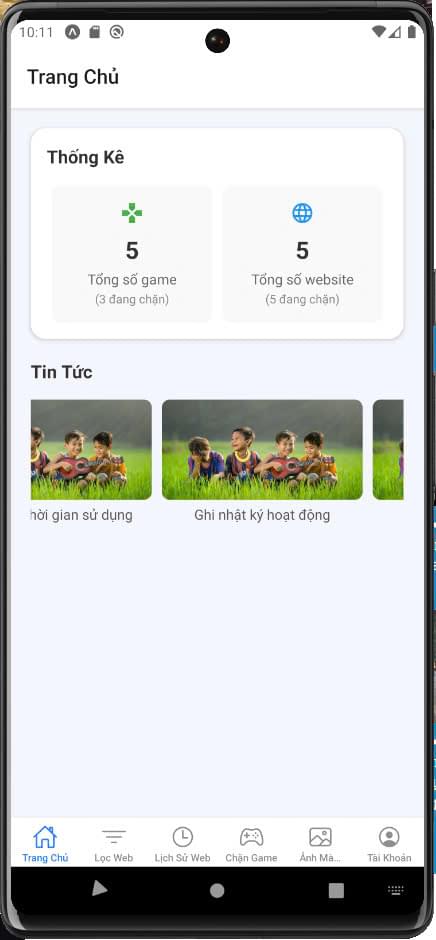 10:11
Trang Chủ
Thống Kê
5
Tổng số game
(3 đang chặn)
5
Tổng số website
(5 đang chặn)
Tin Tức
hời gian sử dụng
Ghi nhật ký hoạt động
Trang Chủ
Lọc Web
Lịch Sử Web
Chặn Game
Ảnh Mà...
Tài Khoản